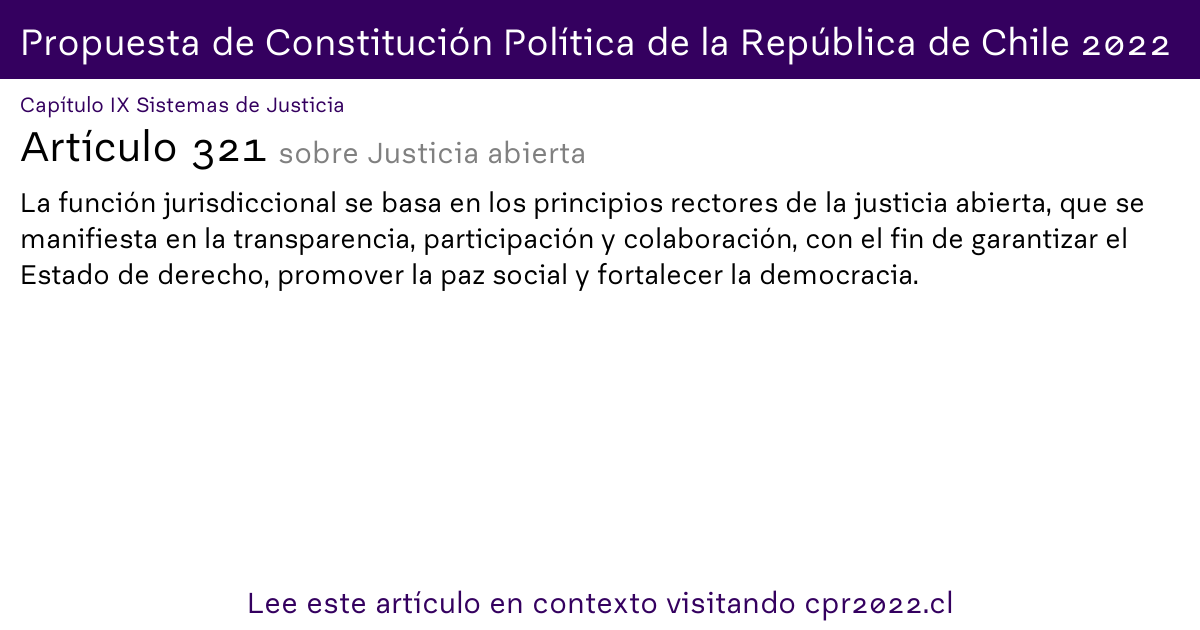 Propuesta de Constitución Política de la República de Chile 2022
Capítulo IX Sistemas de Justicia
Artículo 321 sobre Justicia abierta
La función jurisdiccional se basa en los principios rectores de la justicia abierta, que se
manifiesta en la transparencia, participación y colaboración, con el fin de garantizar el
Estado de derecho, promover la paz social y fortalecer la democracia.
Lee este artículo en contexto visitando cpr2022.cl